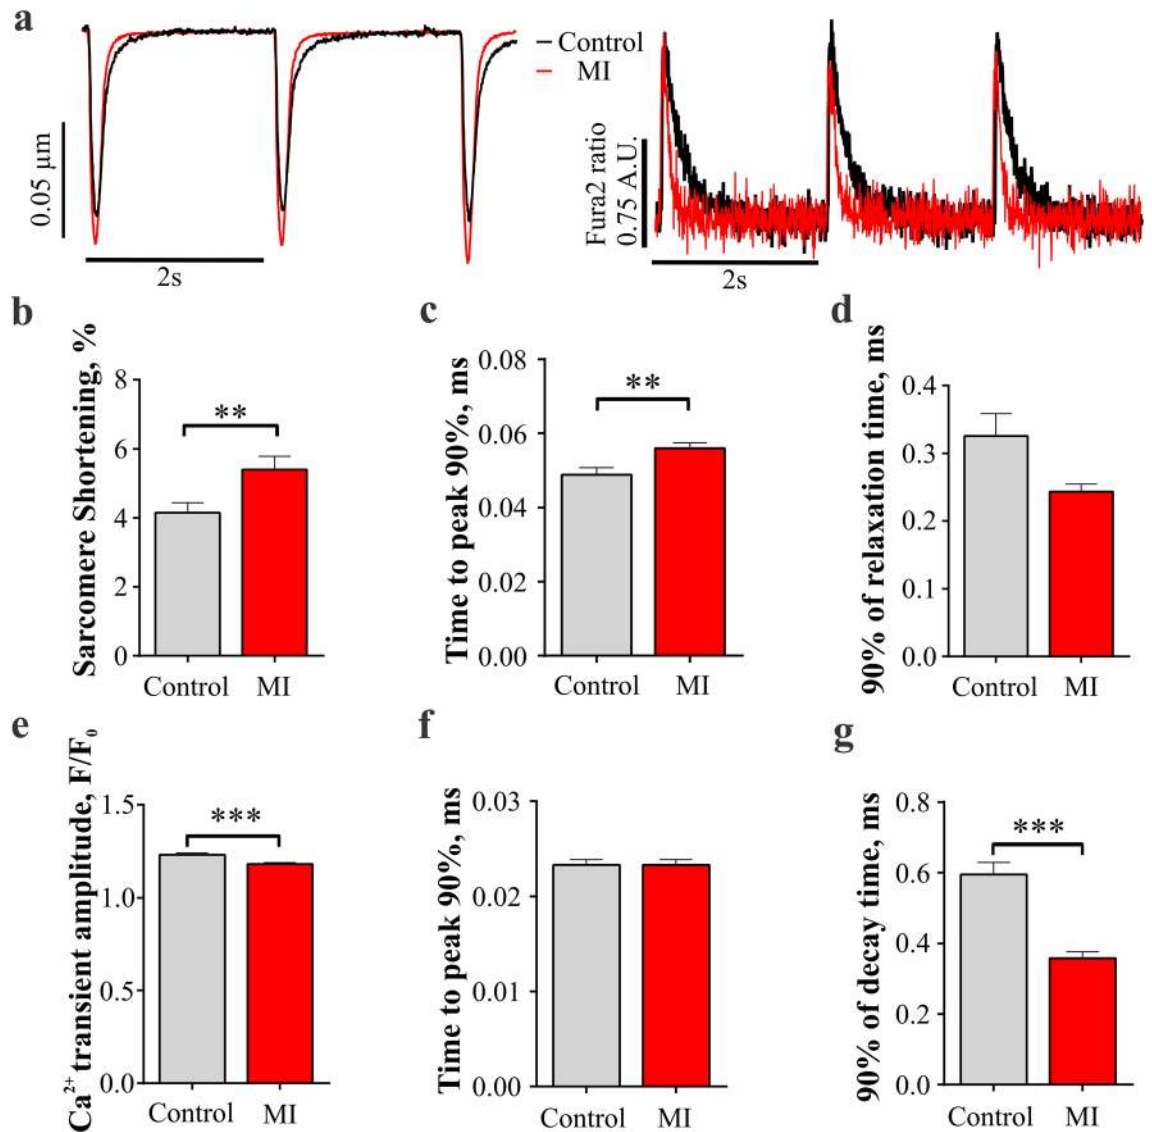 a
Control
MI
0.05 µm
2s
Fura2 ratio
0.75 A.U.
2s
b
Sarcomere Shortening, %
8
6
4
2
0
Control MI
**
c
Time to peak 90%, ms
0.08
0.06
0.04
0.02
0.00
Control MI
**
d
90% of relaxation time, ms
0.4
0.3
0.2
0.1
0.0
Control MI
e
Ca²⁺ transient amplitude, F/F₀
1.5
1.0
0.5
0.0
Control MI
***
f
Time to peak 90%, ms
0.03
0.02
0.01
0.00
Control MI
g
90% of decay time, ms
0.8
0.6
0.4
0.2
0.0
Control MI
***